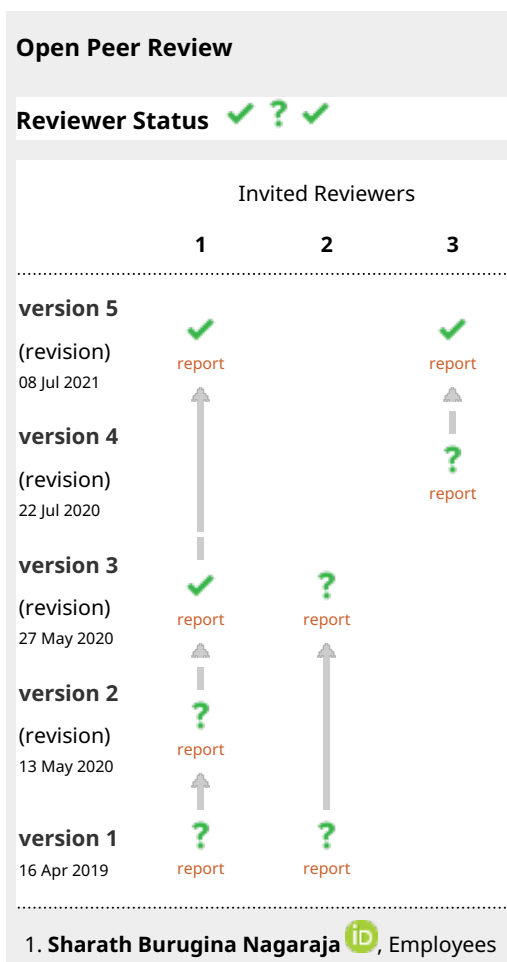 Open Peer Review
Reviewer Status ✔ ? ✔
Invited Reviewers
1 2 3
version 5
(revision)
08 Jul 2021
report report
version 4
(revision)
22 Jul 2020
?
report
version 3
(revision)
27 May 2020
✔ ?
report report
version 2
(revision)
13 May 2020
?
report
version 1
16 Apr 2019
? ?
report report
1. Sharath Burugina Nagaraja iD, Employees